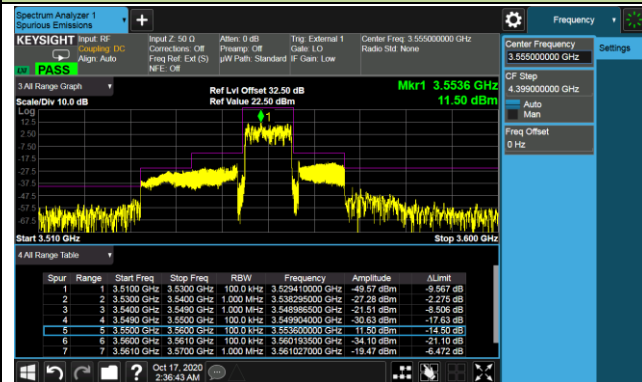 Spectrum Analyzer 1
Spurious Emissions
+
Frequency
KEYSIGHT Input: RF Input Z: 50 Ω Atten: 0 dB Trig: External 1 Center Freq: 3.555000000 GHz
Coupling: DC Corrections: Off Preamp: Off Gate: LO Radio Std: None
Align: Auto Freq Ref: Ext (S) µW Path: Standard IF Gain: Low
PASS NFE: Off
Center Frequency Settings
3.555000000 GHz
CF Step
4.399000000 GHz
Auto
Man
Freq Offset
0 Hz
3 All Range Graph Ref Lvl Offset 32.50 dB Mkr1 3.5536 GHz
Scale/Div 10.0 dB Ref Value 22.50 dBm 11.50 dBm
Log
12.5
2.50
-7.50
-17.5
-27.5
-37.5
-47.5
-57.5
-67.5
1
Start 3.510 GHz Stop 3.600 GHz
4 All Range Table
Spur Range Start Freq Stop Freq RBW Frequency Amplitude ΔLimit
1 1 3.5100 GHz 3.5300 GHz 100.0 kHz 3.529410000 GHz -49.57 dBm -9.567 dB
2 2 3.5300 GHz 3.5400 GHz 1.000 MHz 3.538295000 GHz -27.28 dBm -2.275 dB
3 3 3.5400 GHz 3.5490 GHz 1.000 MHz 3.548986500 GHz -21.51 dBm -8.506 dB
4 4 3.5490 GHz 3.5500 GHz 100.0 kHz 3.549904000 GHz -30.63 dBm -17.63 dB
5 5 3.5500 GHz 3.5600 GHz 100.0 kHz 3.553600000 GHz 11.50 dBm -14.50 dB
6 6 3.5600 GHz 3.5610 GHz 100.0 kHz 3.560193500 GHz -34.10 dBm -21.10 dB
7 7 3.5610 GHz 3.5700 GHz 1.000 MHz 3.561027000 GHz -19.47 dBm -6.472 dB
Oct 17, 2020
2:36:43 AM